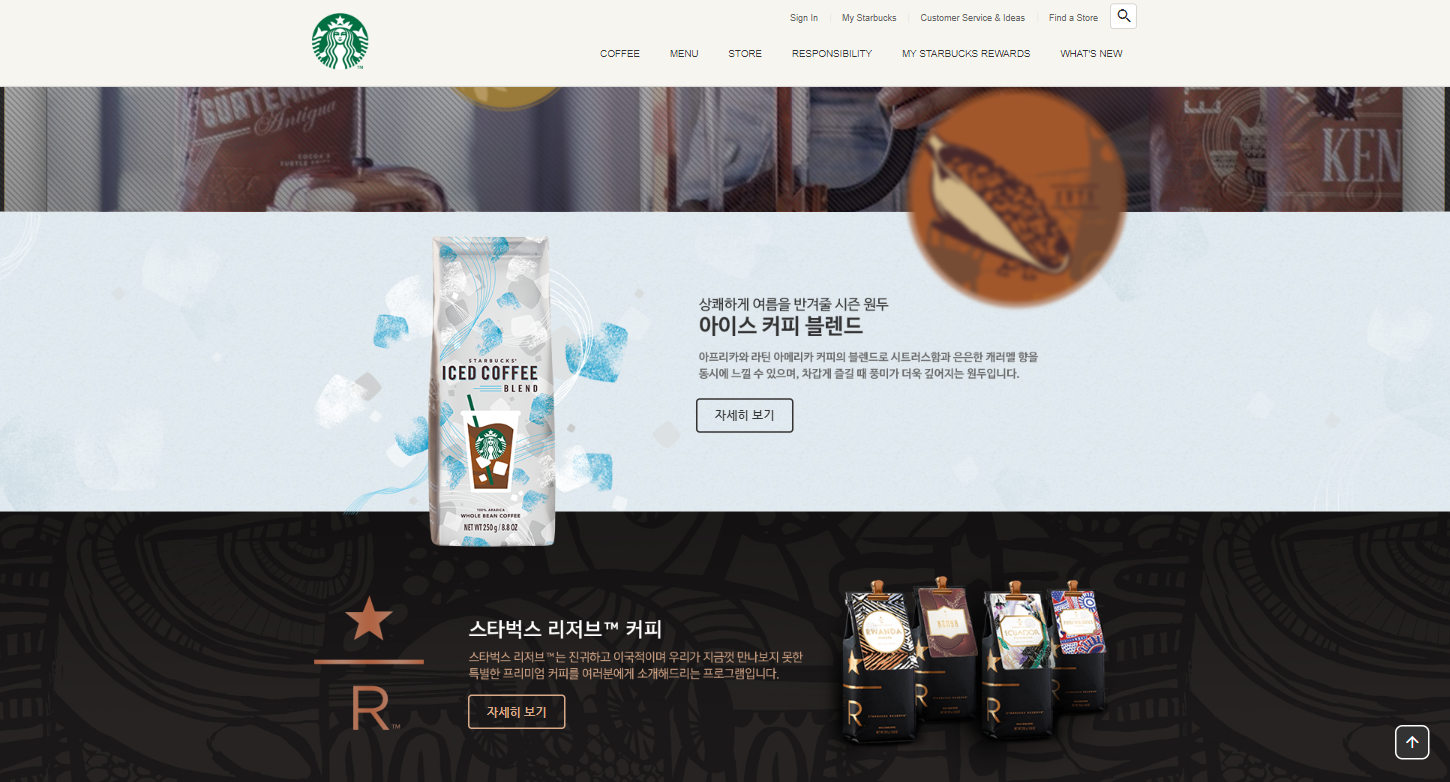 Sign In
My Starbucks
Customer Service & Ideas
Find a Store
COFFEE
MENU
STORE
RESPONSIBILITY
MY STARBUCKS REWARDS
WHAT'S NEW
Antigua
KEN
상쾌하게 여름을 반겨줄 시즌 원두
아이스 커피 블렌드
아프리카와 라틴 아메리카 커피의 블렌드로 시트러스함과 은은한 캐러멜 향을
동시에 느낄 수 있으며, 차갑게 즐길 때 풍미가 더욱 깊어지는 원두입니다.
자세히 보기
STARBUCKS®
ICED COFFEE
BLEND
100% ARABICA
WHOLE BEAN COFFEE
NET WT 250 g / 8.8 OZ
스타벅스 리저브™ 커피
스타벅스 리저브™는 진귀하고 이국적이며 우리가 지금껏 만나보지 못한
특별한 프리미엄 커피를 여러분에게 소개해드리는 프로그램입니다.
자세히 보기
R™
RWANDA
ECUADOR
R
R
R